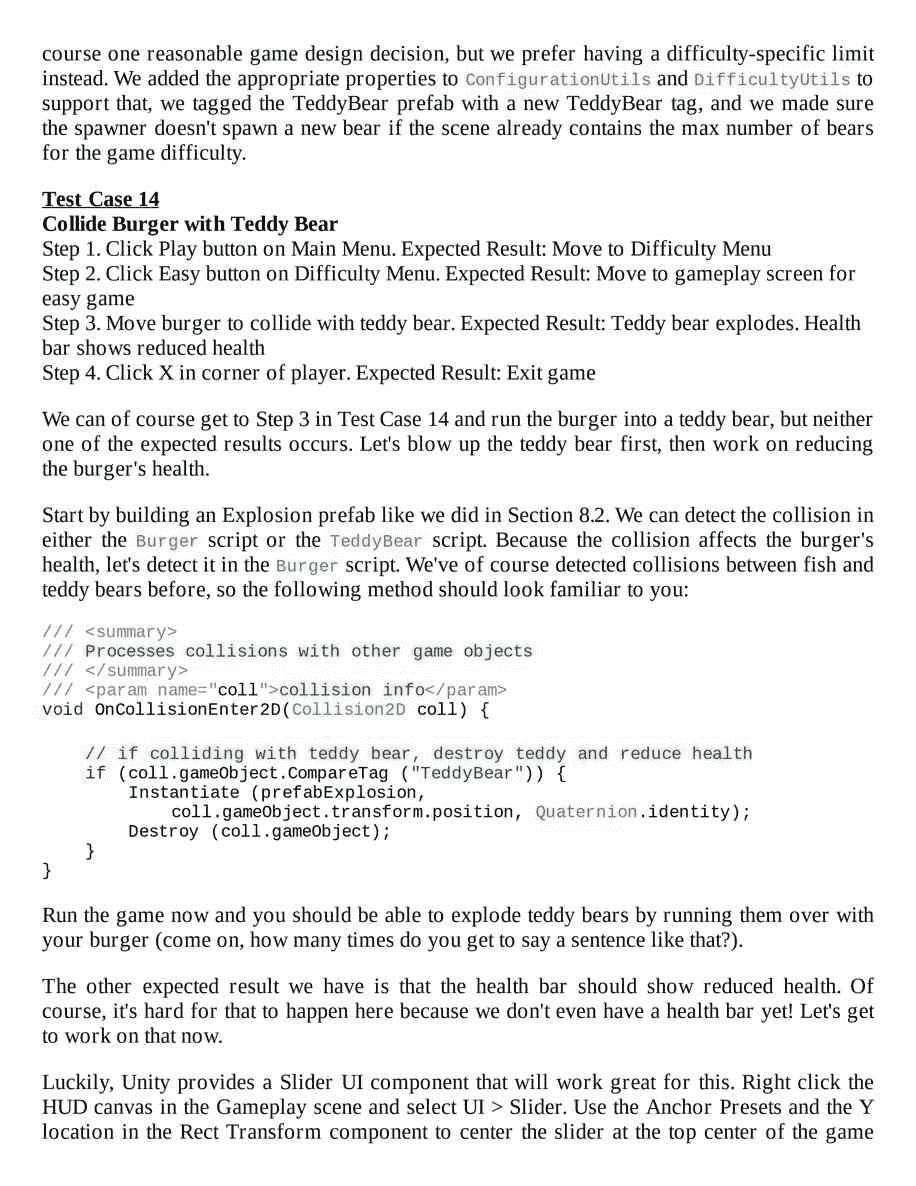 course one reasonable game design decision, but we prefer having a difficulty-specific limit
instead. We added the appropriate properties to ConfigurationUtils and DifficultyUtils to
support that, we tagged the TeddyBear prefab with a new TeddyBear tag, and we made sure
the spawner doesn't spawn a new bear if the scene already contains the max number of bears
for the game difficulty.
Test Case 14
Collide Burger with Teddy Bear
Step 1. Click Play button on Main Menu. Expected Result: Move to Difficulty Menu
Step 2. Click Easy button on Difficulty Menu. Expected Result: Move to gameplay screen for
easy game
Step 3. Move burger to collide with teddy bear. Expected Result: Teddy bear explodes. Health
bar shows reduced health
Step 4. Click X in corner of player. Expected Result: Exit game
We can of course get to Step 3 in Test Case 14 and run the burger into a teddy bear, but neither
one of the expected results occurs. Let's blow up the teddy bear first, then work on reducing
the burger's health.
Start by building an Explosion prefab like we did in Section 8.2. We can detect the collision in
either the Burger script or the TeddyBear script. Because the collision affects the burger's
health, let's detect it in the Burger script. We've of course detected collisions between fish and
teddy bears before, so the following method should look familiar to you:
/// <summary>
/// Processes collisions with other game objects
/// </summary>
/// <param name="coll">collision info</param>
void OnCollisionEnter2D(Collision2D coll) {
// if colliding with teddy bear, destroy teddy and reduce health
if (coll.gameObject.CompareTag ("TeddyBear")) {
Instantiate (prefabExplosion,
coll.gameObject.transform.position, Quaternion.identity);
Destroy (coll.gameObject);
}
}
Run the game now and you should be able to explode teddy bears by running them over with
your burger (come on, how many times do you get to say a sentence like that?).
The other expected result we have is that the health bar should show reduced health. Of
course, it's hard for that to happen here because we don't even have a health bar yet! Let's get
to work on that now.
Luckily, Unity provides a Slider UI component that will work great for this. Right click the
HUD canvas in the Gameplay scene and select UI > Slider. Use the Anchor Presets and the Y
location in the Rect Transform component to center the slider at the top center of the game